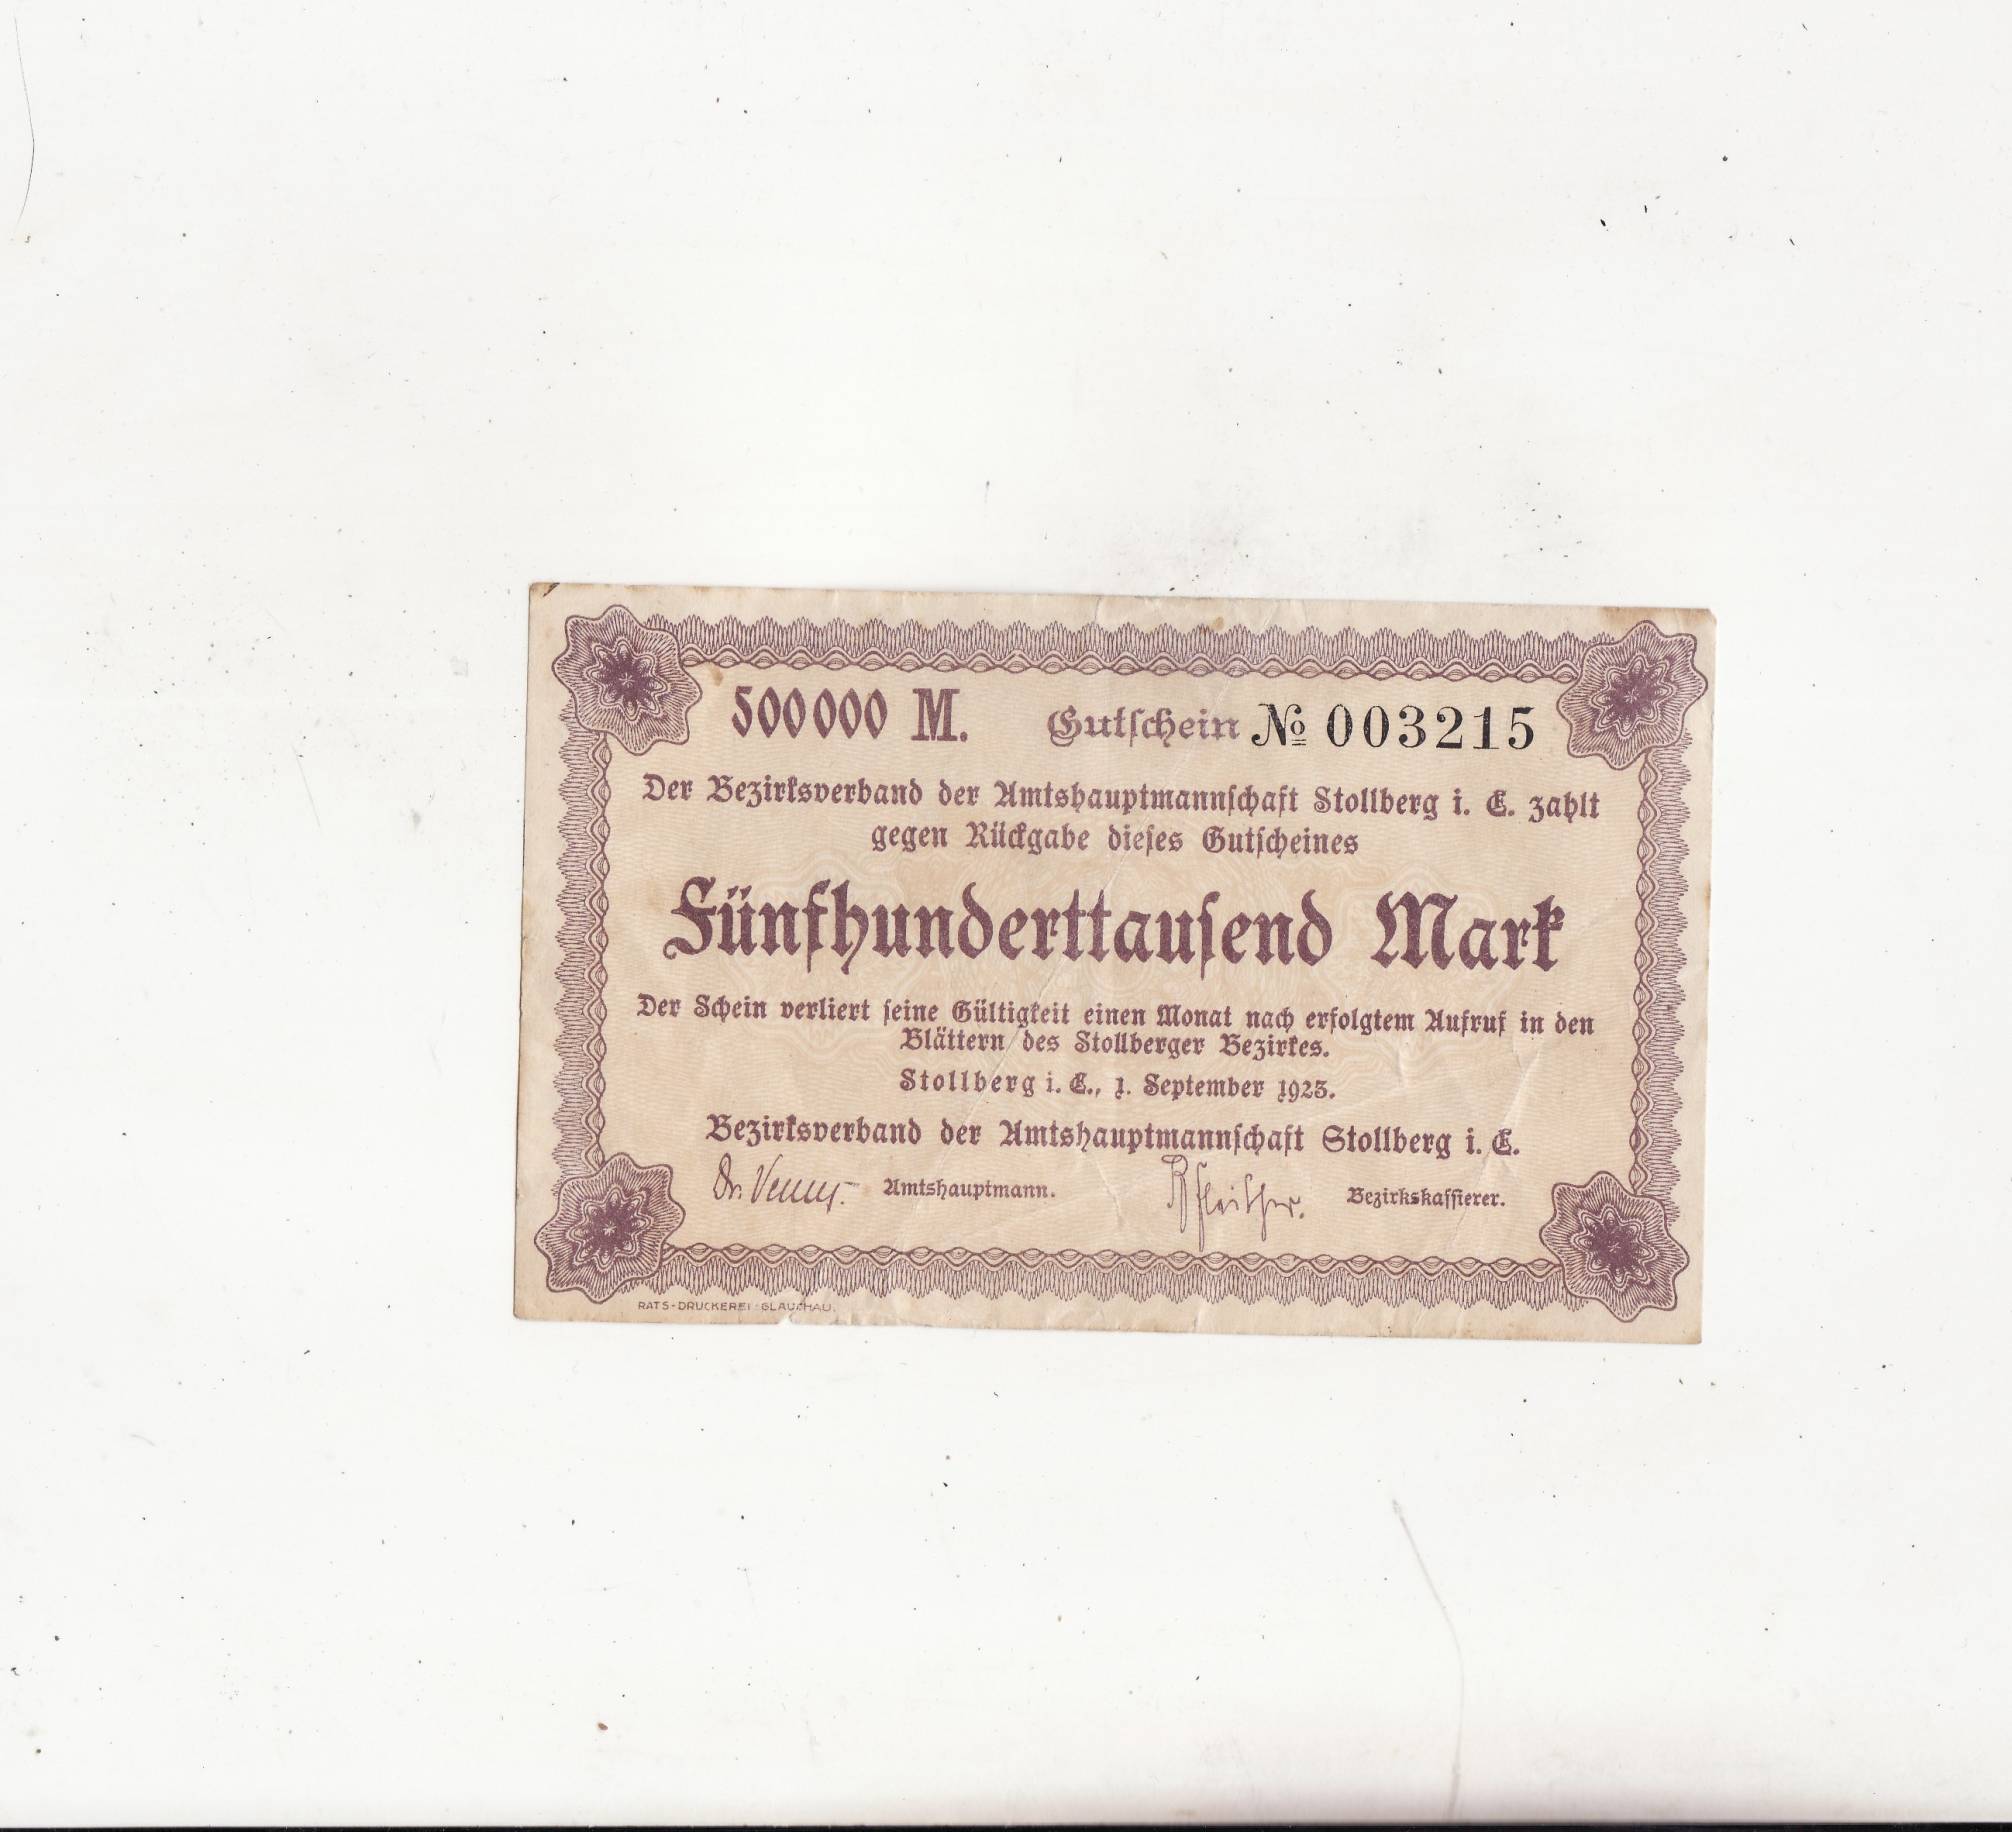 500000 M. Gutschein № 003215
Der Bezirksverband der Amtshauptmannschaft Stollberg i. E. zahlt
gegen Rückgabe dieses Gutscheines
Fünfhunderttausend Mark
Der Schein verliert seine Gültigkeit einen Monat nach erfolgtem Aufruf in den
Blättern des Stollberger Bezirkes.
Stollberg i. E., 1. September 1923.
Bezirksverband der Amtshauptmannschaft Stollberg i. E.
Dr. Amtshauptmann. Bezirkskassierer.
RATS-DRUCKEREI GLAUCHAU.